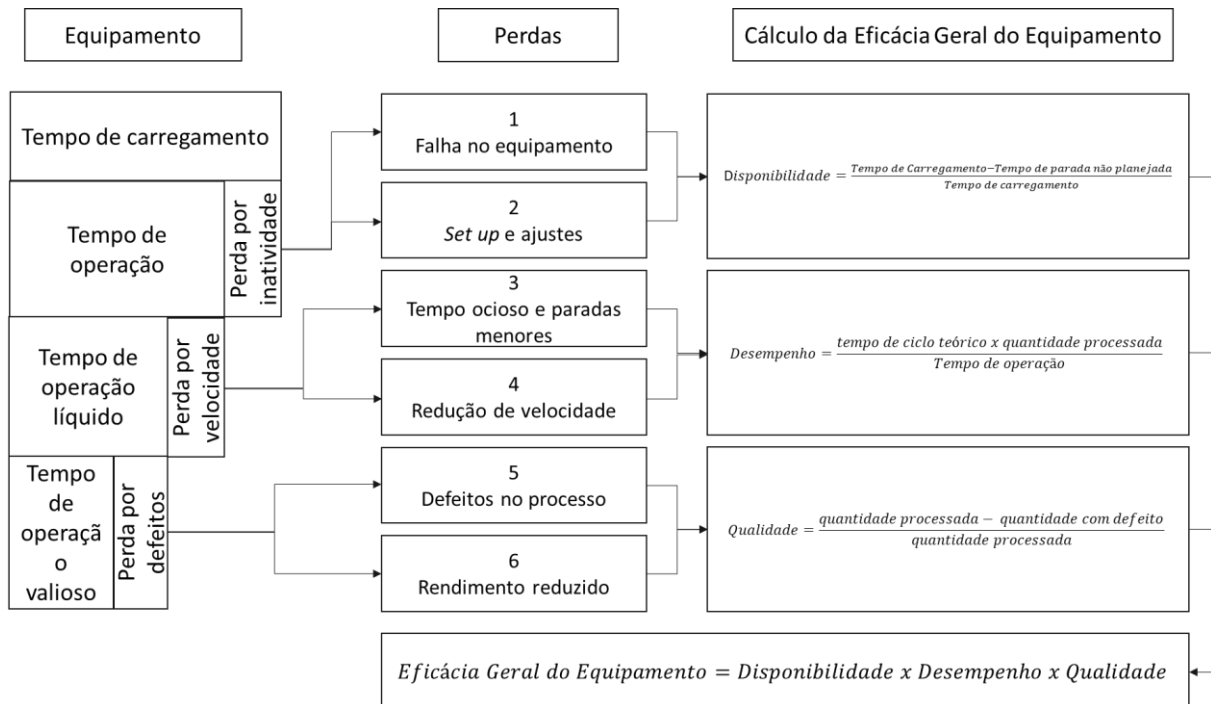 Equipamento
Perdas
Cálculo da Eficácia Geral do Equipamento
Tempo de carregamento
Tempo de
operação
Perda por
inatividade
Tempo de
operação
líquido
Perda por
velocidade
Tempo
de
operaçã
o
valioso
Perda por
defeitos
1
Falha no equipamento
2
Set up e ajustes
3
Tempo ocioso e paradas
menores
4
Redução de velocidade
5
Defeitos no processo
6
Rendimento reduzido
Disponibilidade = Tempo de Carregamento−Tempo de parada não planejada
Tempo de carregamento
Desempenho = tempo de ciclo teórico x quantidade processada
Tempo de operação
Qualidade = quantidade processada − quantidade com defeito
quantidade processada
Eficácia Geral do Equipamento = Disponibilidade x Desempenho x Qualidade